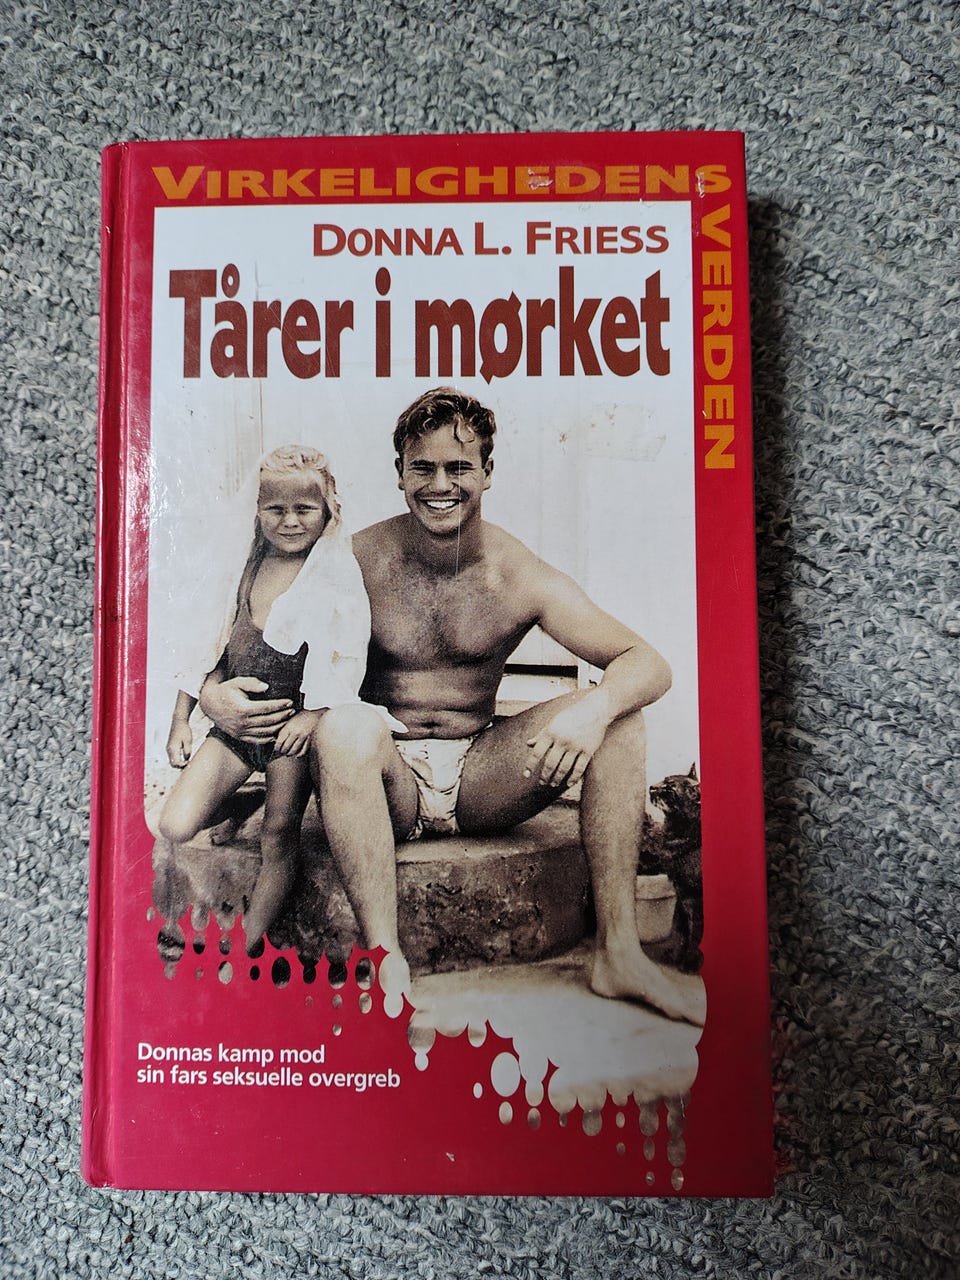 VIRKELIGHEDENS
VERDEN
DONNA L. FRIESS
Tårer i mørket
Donnas kamp mod
sin fars seksuelle overgreb